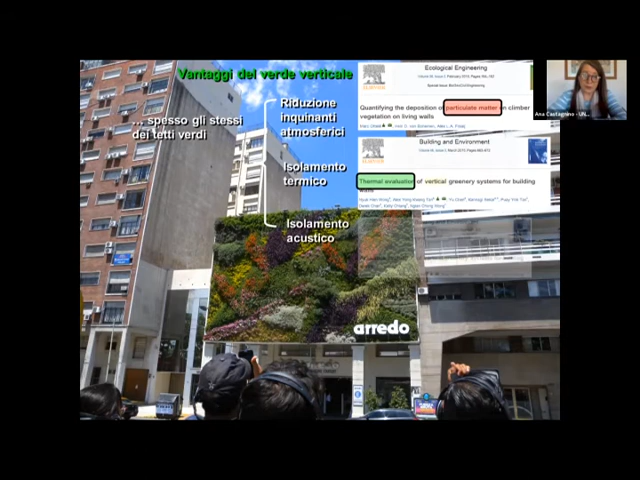 Vantaggi del verde verticale
... spesso gli stessi
dei tetti verdi
Riduzione
inquinanti
atmosferici
Isolamento
termico
Isolamento
acustico
Ecological Engineering
Quantifying the deposition of particulate matter on climber
vegetation on living walls
Building and Environment
Thermal evaluation of vertical greenery systems for building
walls
arredo
Ana Castagnino - UN...